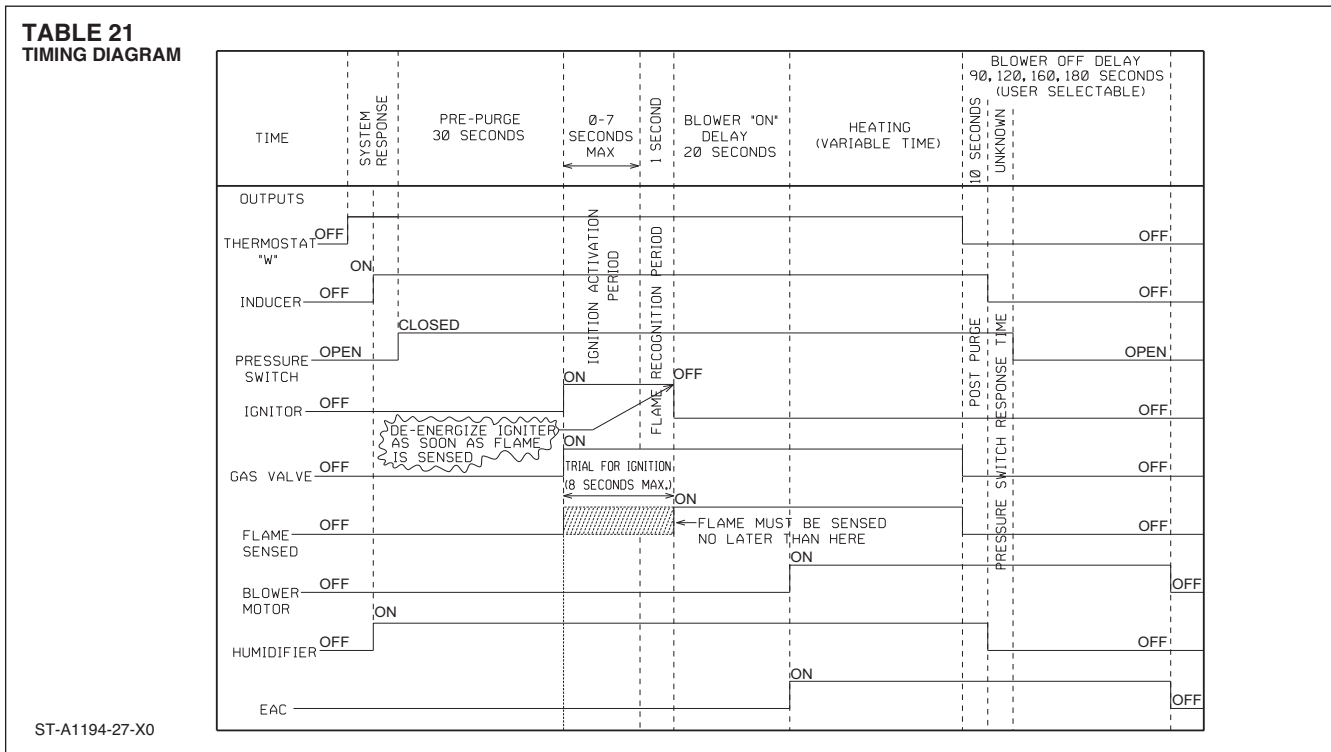 TABLE 21
TIMING DIAGRAM
TIME
SYSTEM
RESPONSE
PRE-PURGE
30 SECONDS
0-7
SECONDS
MAX
1 SECOND
BLOWER "ON"
DELAY
20 SECONDS
HEATING
(VARIABLE TIME)
10 SECONDS
UNKNOWN
BLOWER OFF DELAY
90,120,160,180 SECONDS
(USER SELECTABLE)
OUTPUTS
THERMOSTAT
"W"
OFF
OFF
INDUCER
OFF
ON
OFF
PRESSURE
SWITCH
OPEN
CLOSED
OPEN
IGNITION ACTIVATION
PERIOD
FLAME RECOGNITION PERIOD
POST PURGE
PRESSURE SWITCH RESPONSE TIME
IGNITOR
OFF
ON
OFF
OFF
DE-ENERGIZE IGNITER
AS SOON AS FLAME
IS SENSED
GAS VALVE
OFF
ON
OFF
TRIAL FOR IGNITION
(8 SECONDS MAX.)
FLAME
SENSED
OFF
ON
FLAME MUST BE SENSED
NO LATER THAN HERE
OFF
BLOWER
MOTOR
OFF
ON
OFF
HUMIDIFIER
OFF
ON
OFF
EAC
ON
OFF
ST-A1194-27-X0